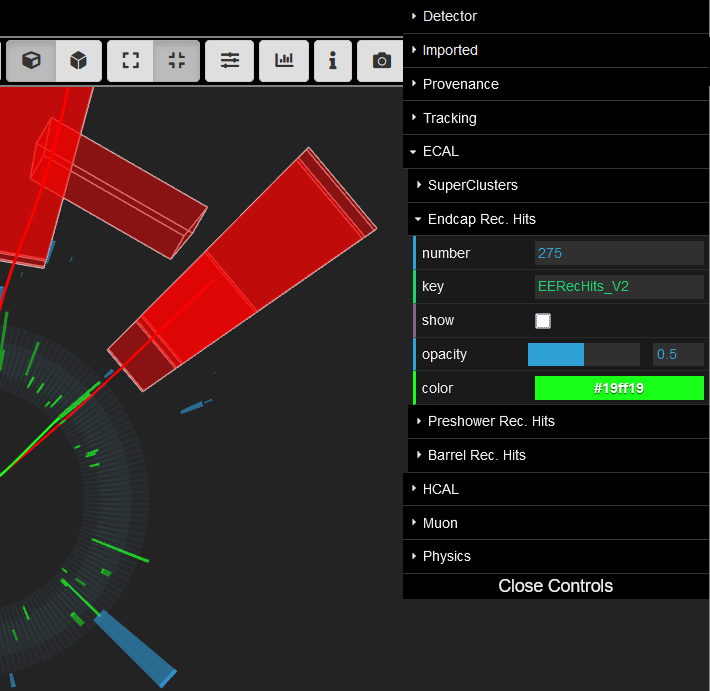 Detector
Imported
Provenance
Tracking
ECAL
SuperClusters
Endcap Rec. Hits
number 275
key EERecHits_V2
show
opacity 0.5
color #19ff19
Preshower Rec. Hits
Barrel Rec. Hits
HCAL
Muon
Physics
Close Controls